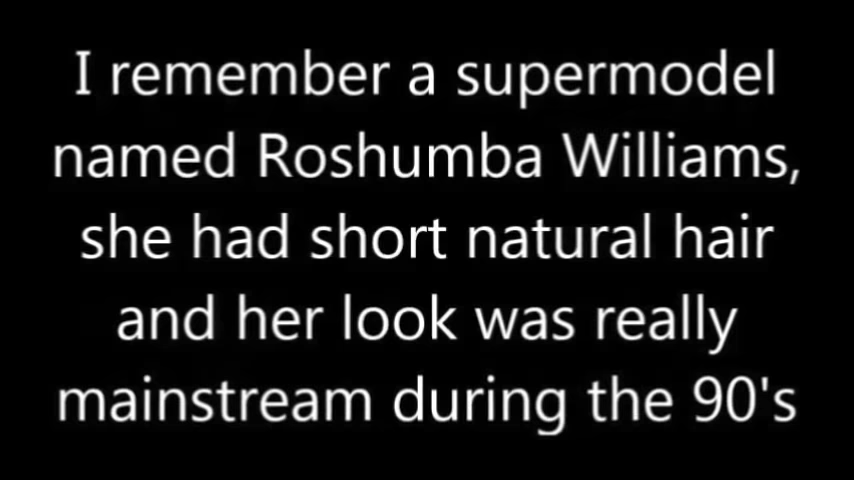 I remember a supermodel
named Roshumba Williams,
she had short natural hair
and her look was really
mainstream during the 90's